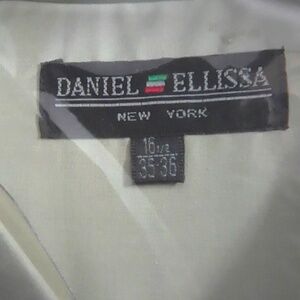 DANIEL ELLISSA
NEW YORK
16 1/2
35-36